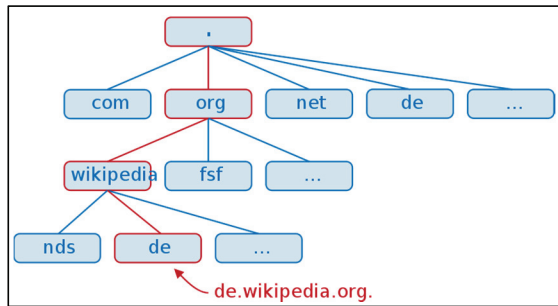 .
com org net de ...
wikipedia fsf ...
nds de ...
de.wikipedia.org.